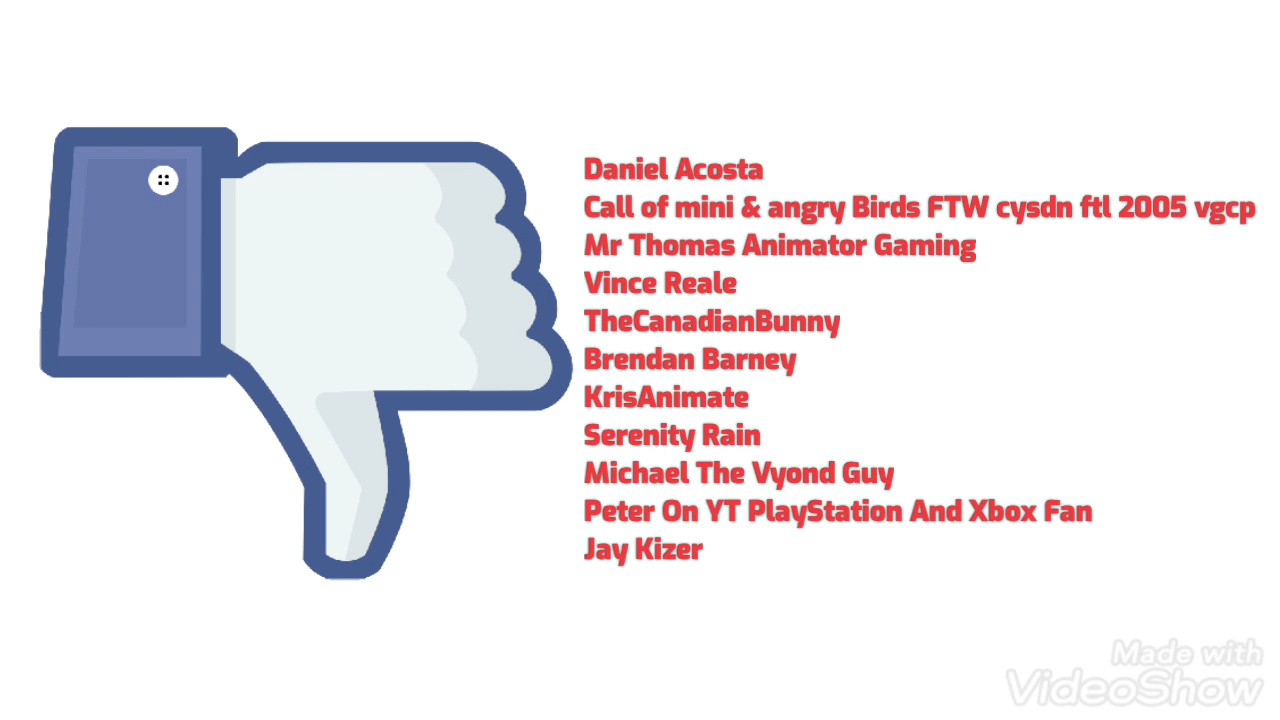 Daniel Acosta
Call of mini & angry Birds FTW cysdn ftl 2005 vgcp
Mr Thomas Animator Gaming
Vince Reale
TheCanadianBunny
Brendan Barney
KrisAnimate
Serenity Rain
Michael The Vyond Guy
Peter On YT PlayStation And Xbox Fan
Jay Kizer
Made with
VideoShow